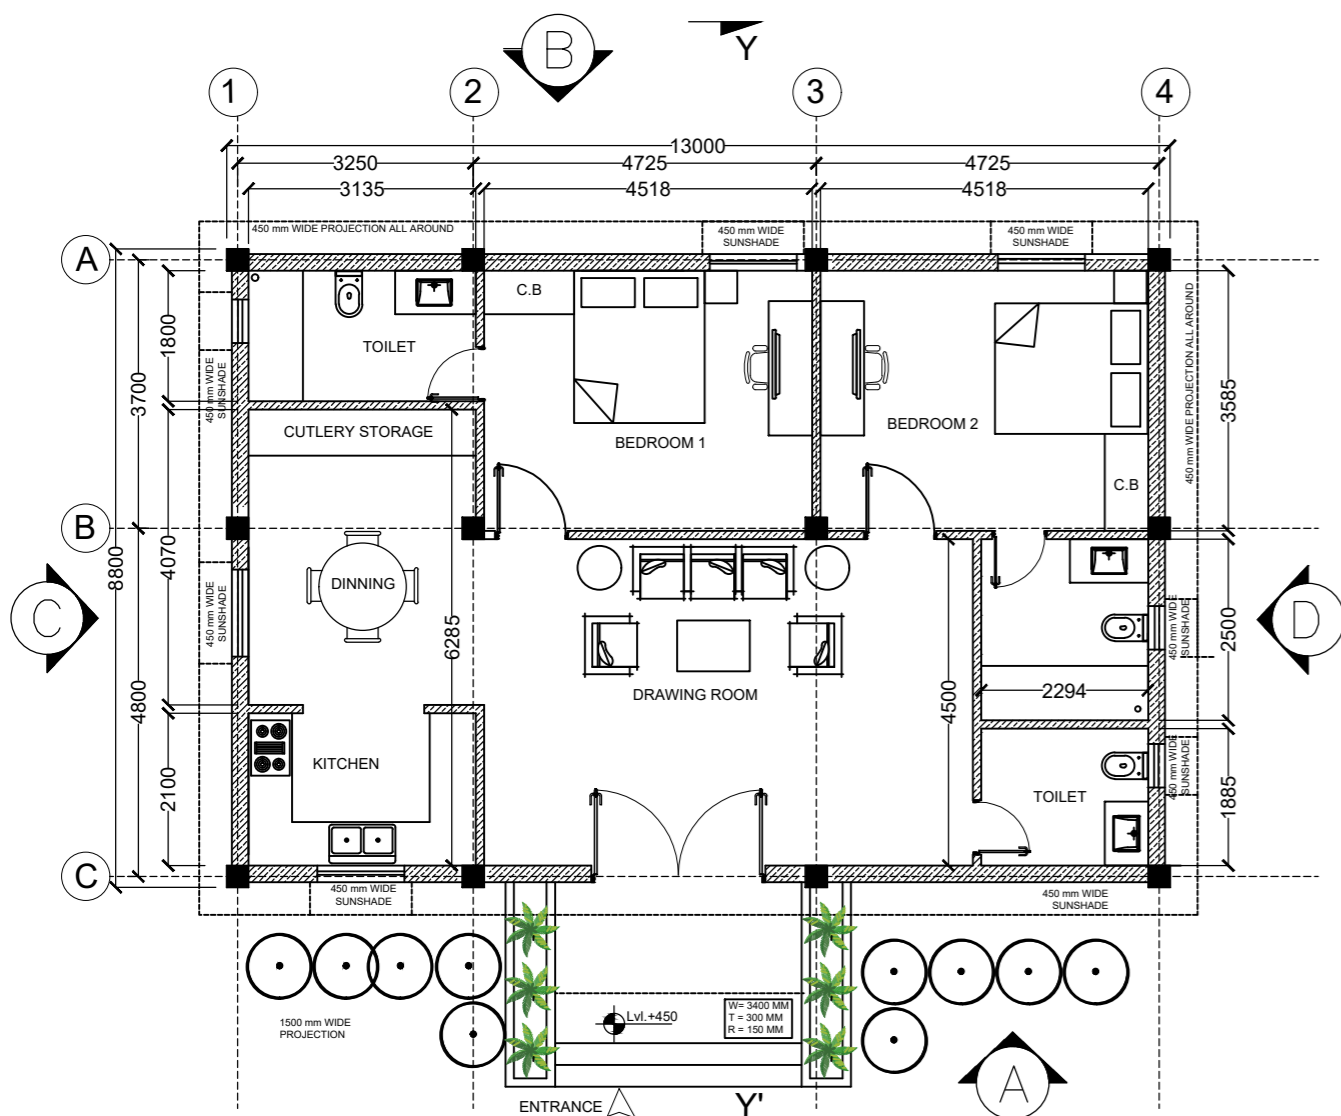 B
Y
1
2
3
4
13000
3250
4725
4725
3135
4518
4518
450 mm WIDE PROJECTION ALL AROUND
450 mm WIDE
SUNSHADE
450 mm WIDE
SUNSHADE
A
C.B
TOILET
1800
3700
450 mm WIDE
SUNSHADE
CUTLERY STORAGE
BEDROOM 1
BEDROOM 2
C.B
3585
450 mm WIDE PROJECTION ALL AROUND
B
8800
4070
4800
C
450 mm WIDE
SUNSHADE
DINNING
6285
DRAWING ROOM
4500
2294
2500
450 mm WIDE
SUNSHADE
D
2100
KITCHEN
TOILET
450 mm WIDE
SUNSHADE
1885
C
450 mm WIDE
SUNSHADE
450 mm WIDE
SUNSHADE
1500 mm WIDE
PROJECTION
Lvl.+450
W= 3400 MM
T = 300 MM
R = 150 MM
ENTRANCE
Y'
A